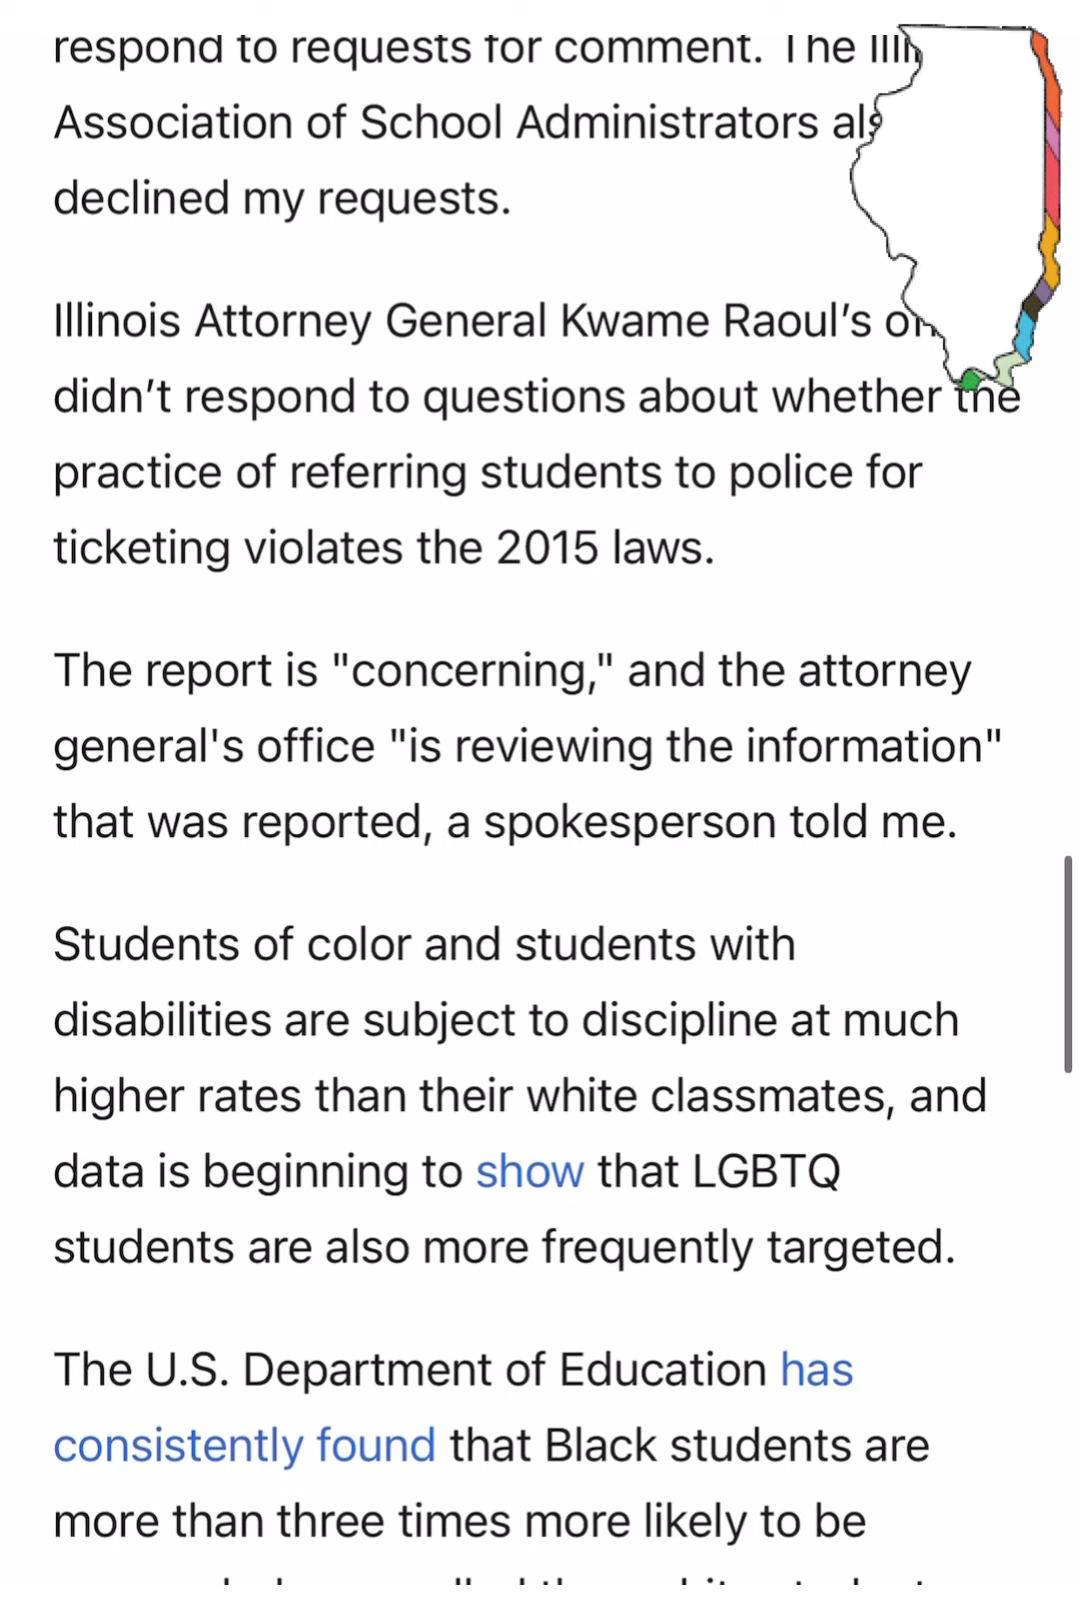 respond to requests for comment. The Illi
Association of School Administrators als
declined my requests.
Illinois Attorney General Kwame Raoul’s
didn’t respond to questions about whether the
practice of referring students to police for
ticketing violates the 2015 laws.
The report is "concerning," and the attorney
general's office "is reviewing the information"
that was reported, a spokesperson told me.
Students of color and students with
disabilities are subject to discipline at much
higher rates than their white classmates, and
data is beginning to show that LGBTQ
students are also more frequently targeted.
The U.S. Department of Education has
consistently found that Black students are
more than three times more likely to be